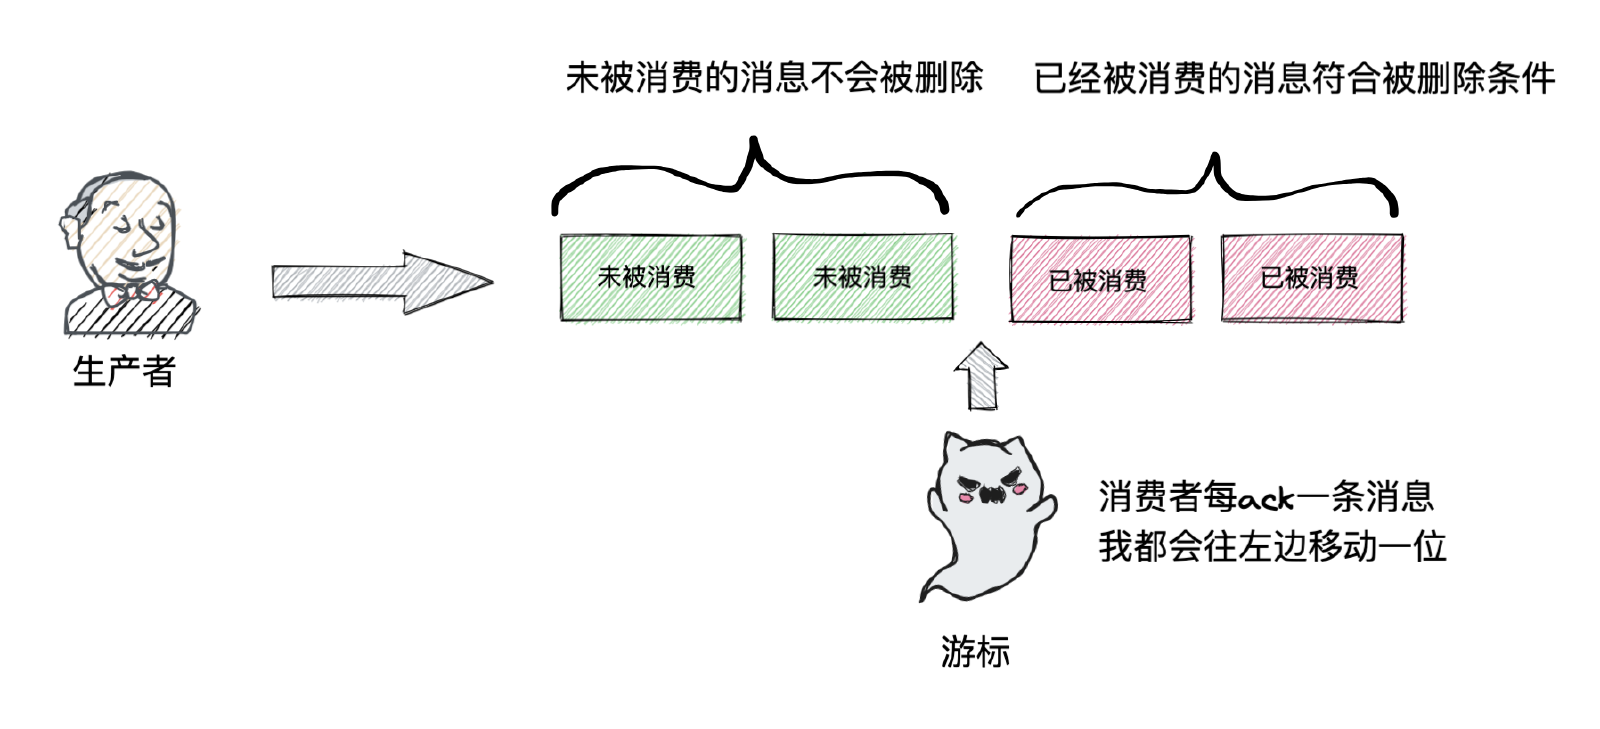 未被消费的消息不会被删除
已经被消费的消息符合被删除条件
未被消费
未被消费
已被消费
已被消费
生产者
消费者每ack一条消息
我都会往左边移动一位
游标